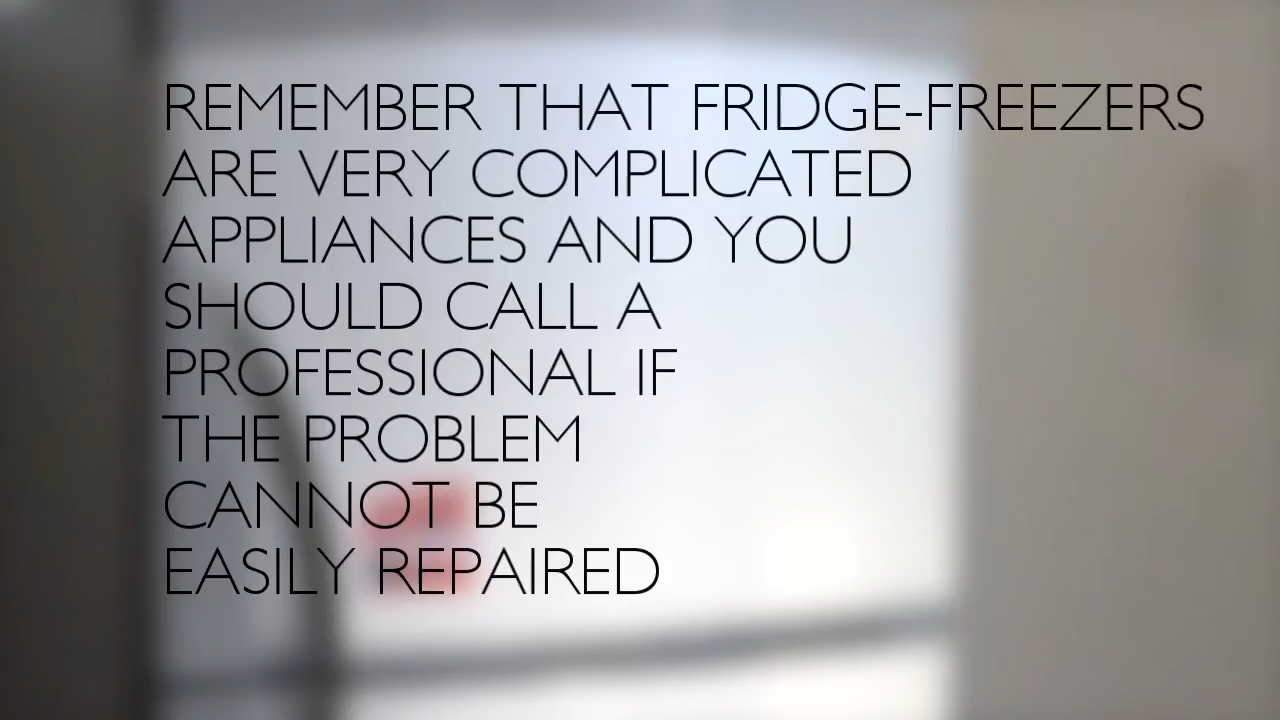 REMEMBER THAT FRIDGE-FREEZERS
ARE VERY COMPLICATED
APPLIANCES AND YOU
SHOULD CALL A
PROFESSIONAL IF
THE PROBLEM
CANNOT BE
EASILY REPAIRED